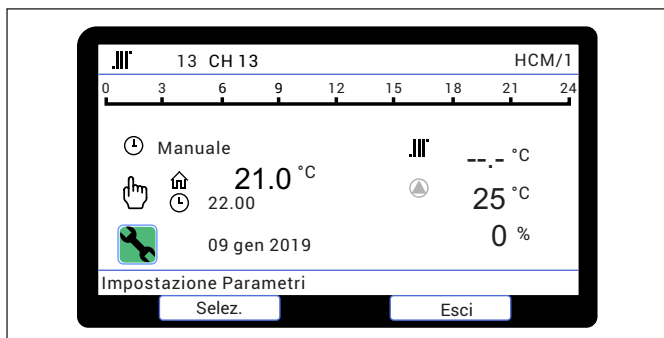 13 CH 13 HCM/1
0 3 6 9 12 15 18 21 24
Manuale
--.- °C
21.0 °C
25 °C
22.00
09 gen 2019
0 %
Impostazione Parametri
Selez. Esci